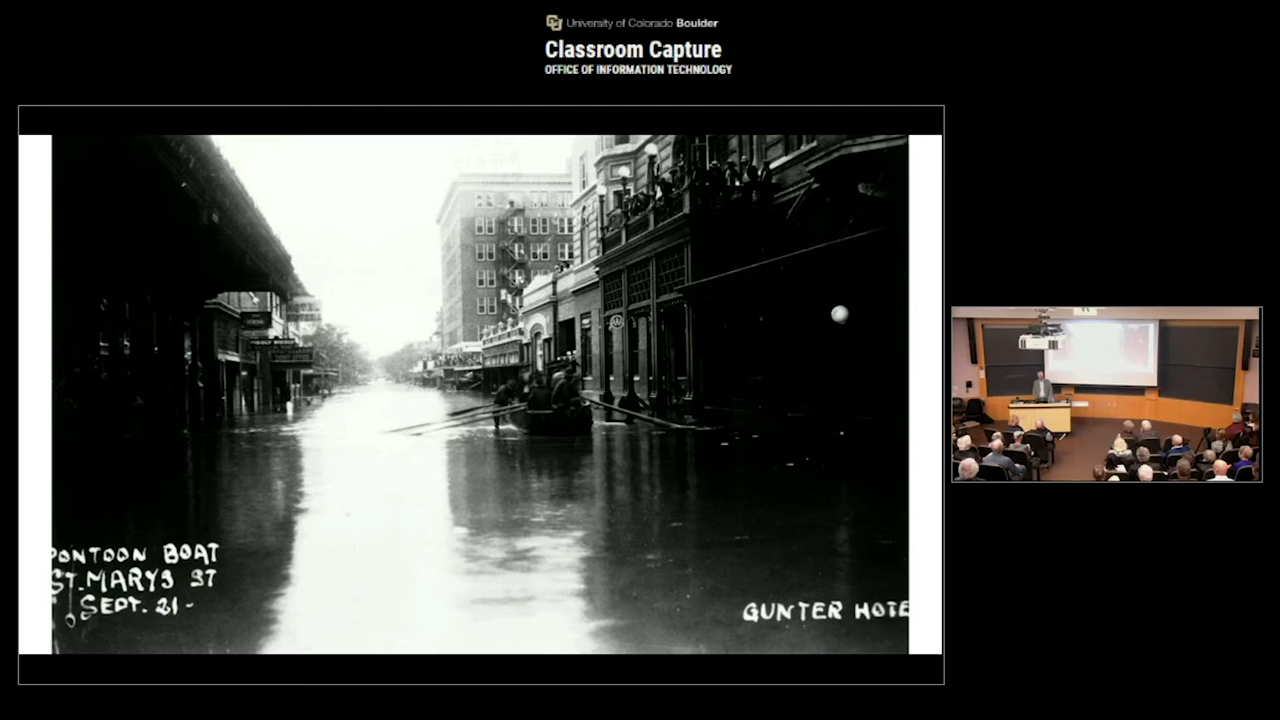 University of Colorado Boulder
Classroom Capture
OFFICE OF INFORMATION TECHNOLOGY
PONTOON BOAT
ST. MARYS ST
SEPT. 21-
GUNTER HOTE